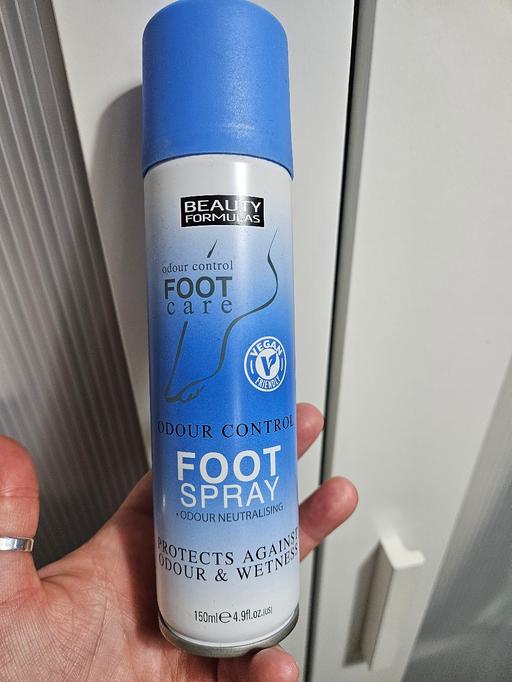 BEAUTY
FORMULAS
odour control
FOOT
care
VEGAN
V
FRIENDLY
ODOUR CONTROL
FOOT
SPRAY
• ODOUR NEUTRALISING
PROTECTS AGAINST
ODOUR & WETNESS
150ml℮4.9fl.oz.(US)